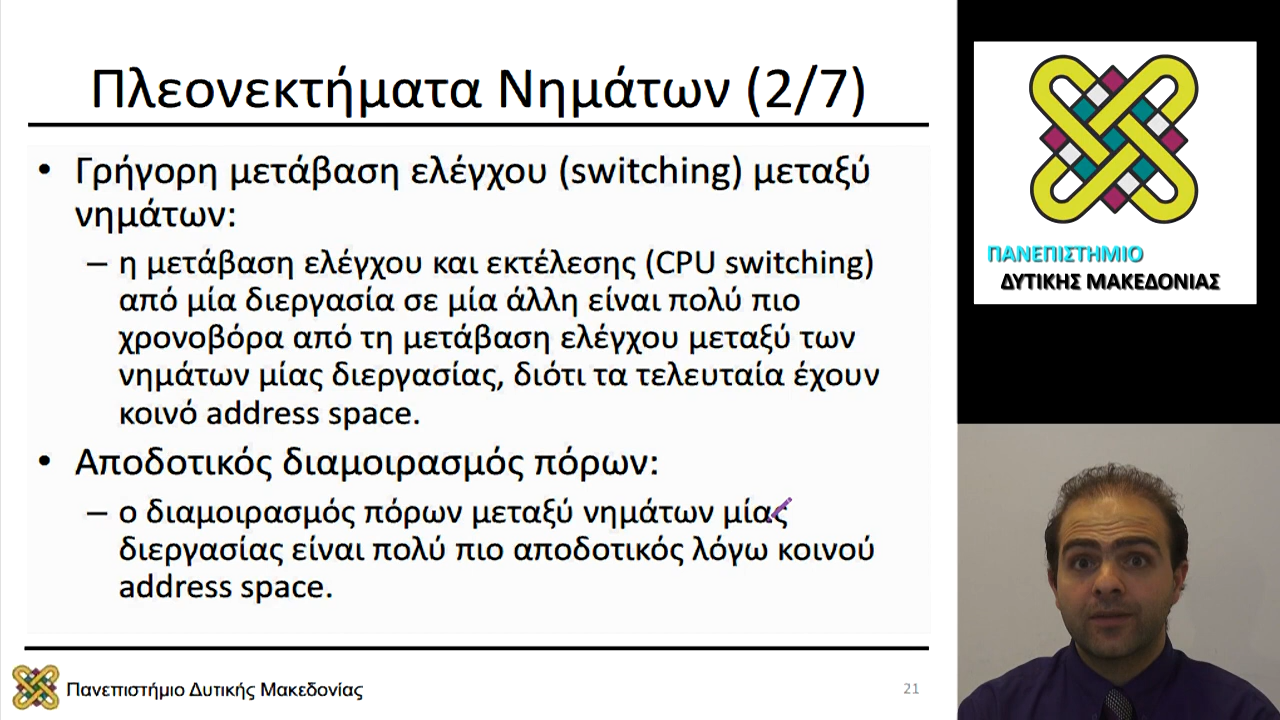 Πλεονεκτήματα Νημάτων (2/7)
• Γρήγορη μετάβαση ελέγχου (switching) μεταξύ
νημάτων:
– η μετάβαση ελέγχου και εκτέλεσης (CPU switching)
από μία διεργασία σε μία άλλη είναι πολύ πιο
χρονοβόρα από τη μετάβαση ελέγχου μεταξύ των
νημάτων μίας διεργασίας, διότι τα τελευταία έχουν
κοινό address space.
• Αποδοτικός διαμοιρασμός πόρων:
– ο διαμοιρασμός πόρων μεταξύ νημάτων μίας
διεργασίας είναι πολύ πιο αποδοτικός λόγω κοινού
address space.
Πανεπιστήμιο Δυτικής Μακεδονίας
21
ΠΑΝΕΠΙΣΤΗΜΙΟ
ΔΥΤΙΚΗΣ ΜΑΚΕΔΟΝΙΑΣ